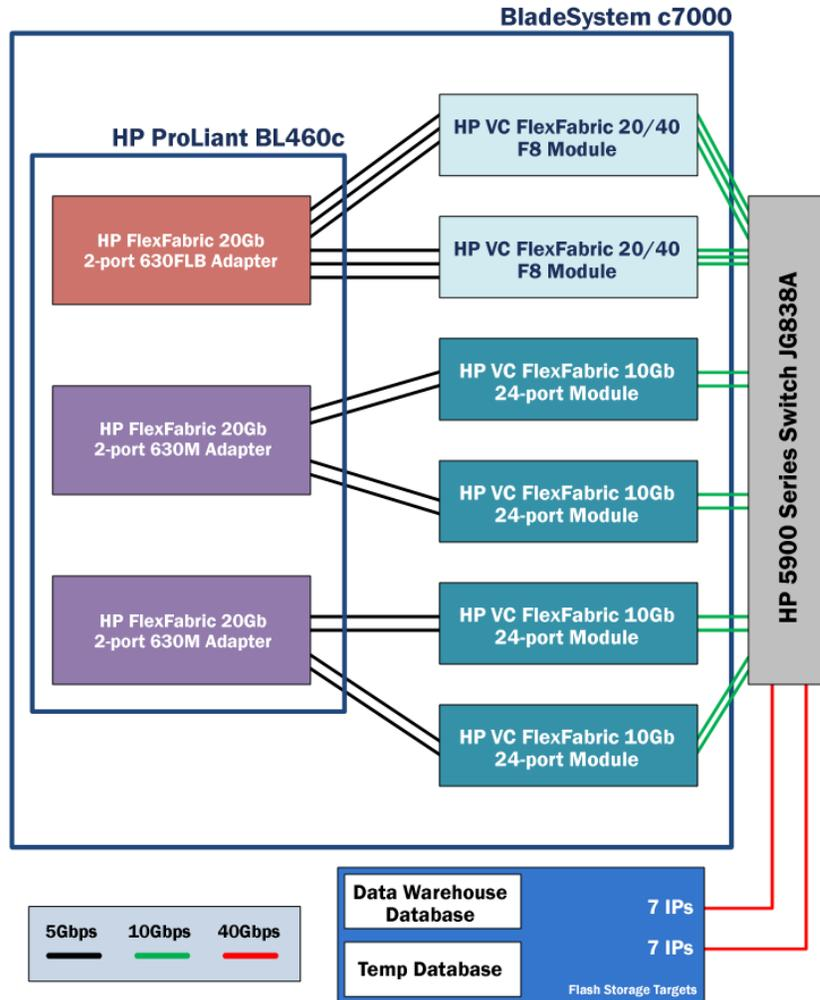 BladeSystem c7000
HP ProLiant BL460c
HP FlexFabric 20Gb
2-port 630FLB Adapter
HP FlexFabric 20Gb
2-port 630M Adapter
HP FlexFabric 20Gb
2-port 630M Adapter
HP VC FlexFabric 20/40
F8 Module
HP VC FlexFabric 20/40
F8 Module
HP VC FlexFabric 10Gb
24-port Module
HP VC FlexFabric 10Gb
24-port Module
HP VC FlexFabric 10Gb
24-port Module
HP VC FlexFabric 10Gb
24-port Module
HP 5900 Series Switch JG838A
5Gbps 10Gbps 40Gbps
Data Warehouse
Database
Temp Database
7 IPs
7 IPs
Flash Storage Targets